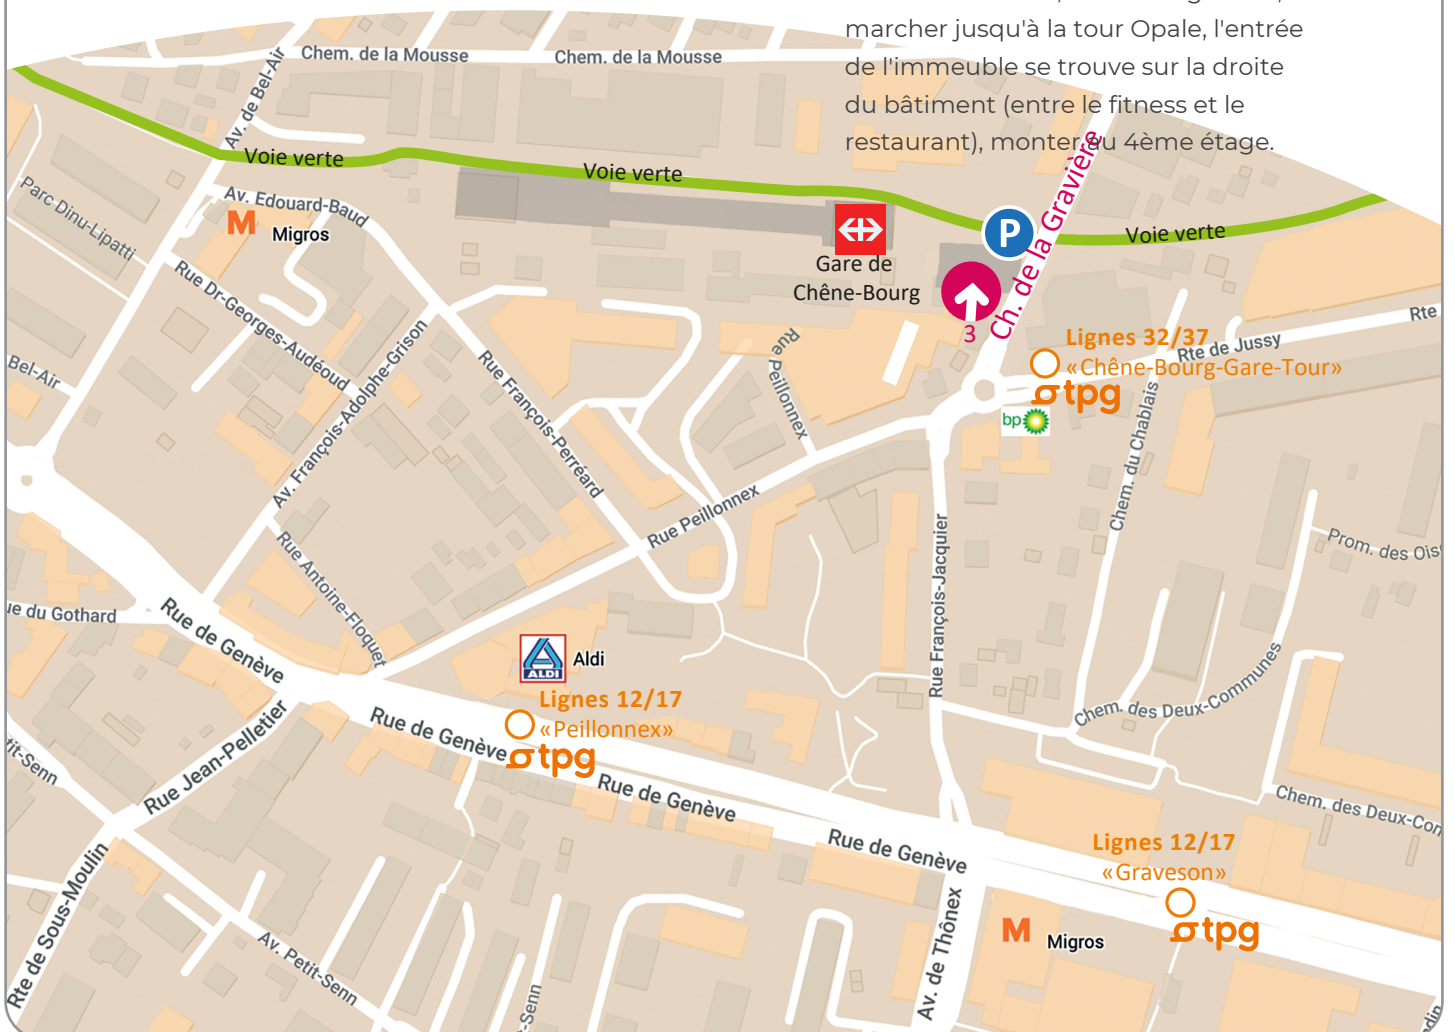 marcher jusqu'à la tour Opale, l'entrée
de l'immeuble se trouve sur la droite
du bâtiment (entre le fitness et le
restaurant), monter au 4ème étage.
Chem. de la Mousse
Chem. de la Mousse
Av. de Bel-Air
Voie verte
Voie verte
Voie verte
Parc Dinu-Lipatti
Av. Edouard-Baud
M
Migros
Gare de
Chêne-Bourg
P
3
Ch. de la Gravière
Rue Dr-Georges-Audéoud
Bel-Air
Av. François-Adolphe-Grison
Rue François-Perréard
Rue Peillonnex
Lignes 32/37
«Chêne-Bourg-Gare-Tour»
tpg
Rte de Jussy
Rte
bp
Chem. du Chablais
Rue Peillonnex
Rue François-Jacquier
Prom. des Ois
Rue Antoine-Floquet
ue du Gothard
Rue de Genève
ALDI
Aldi
Lignes 12/17
«Peillonnex»
tpg
Rue de Genève
Rue de Genève
Rue de Genève
Chem. des Deux-Communes
Chem. des Deux-Con
Rue Jean-Pelletier
tit-Senn
Rte de Sous-Moulin
Av. Petit-Senn
-Senn
Av. de Thônex
Lignes 12/17
«Graveson»
tpg
M
Migros